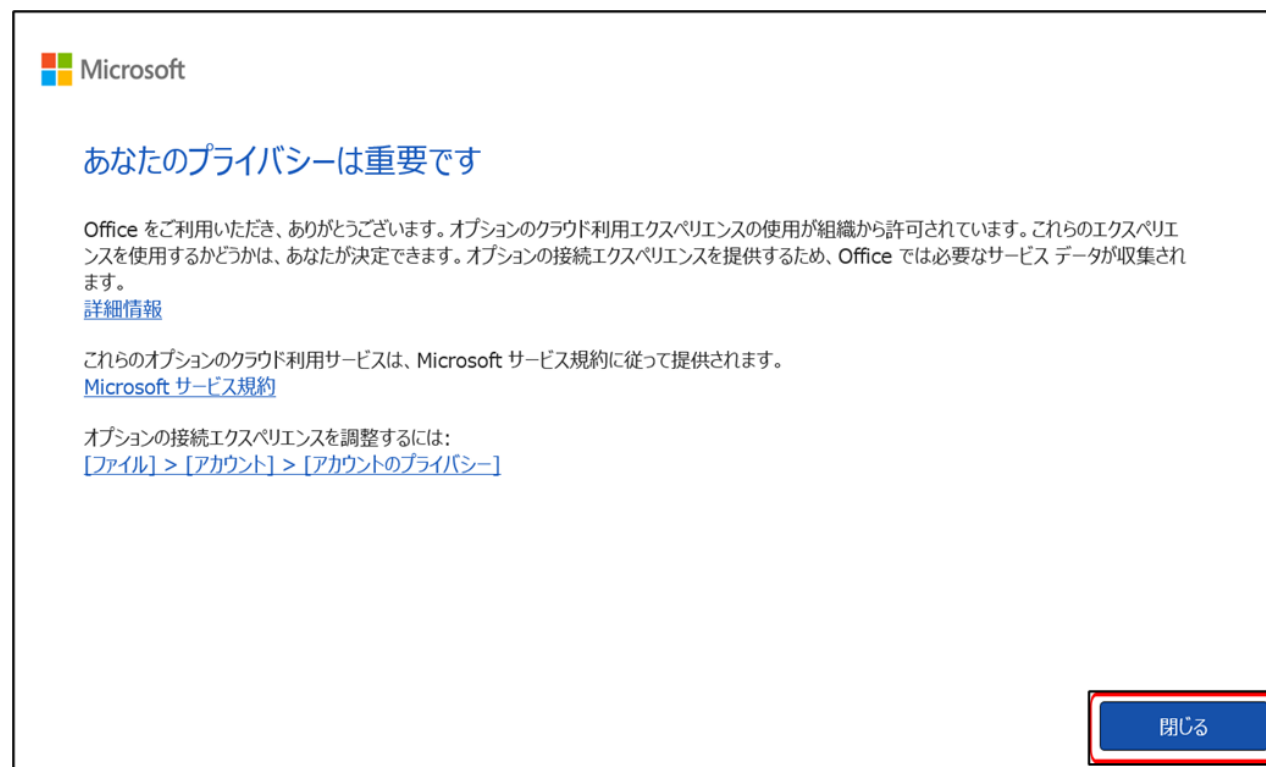 Microsoft
あなたのプライバシーは重要です
Office をご利用いただき、ありがとうございます。オプションのクラウド利用エクスペリエンスの使用が組織から許可されています。これらのエクスペリエ
ンスを使用するかどうかは、あなたが決定できます。オプションの接続エクスペリエンスを提供するため、Office では必要なサービス データが収集され
ます。
詳細情報
これらのオプションのクラウド利用サービスは、Microsoft サービス規約に従って提供されます。
Microsoft サービス規約
オプションの接続エクスペリエンスを調整するには:
[ファイル] > [アカウント] > [アカウントのプライバシー]
閉じる